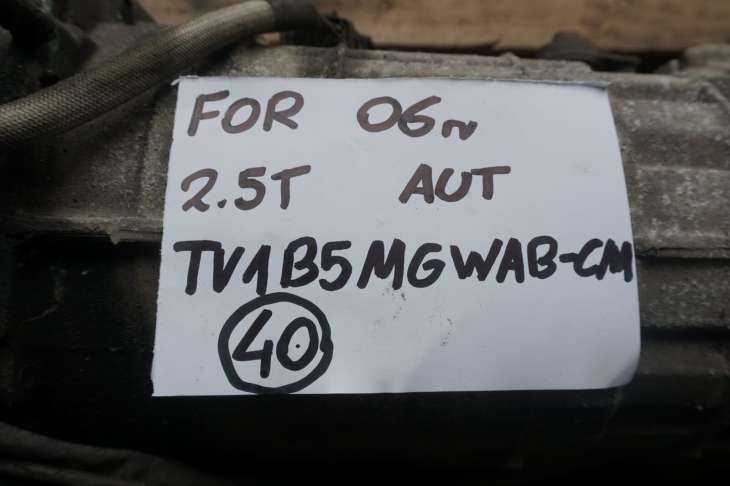 FOR 06r
2.5T AUT
TV1B5MGWAB-CM
40